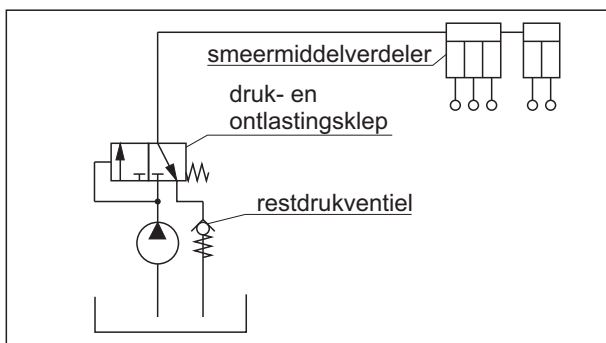 smeermiddelverdeler
druk- en
ontlastingsklep
restdrukventiel